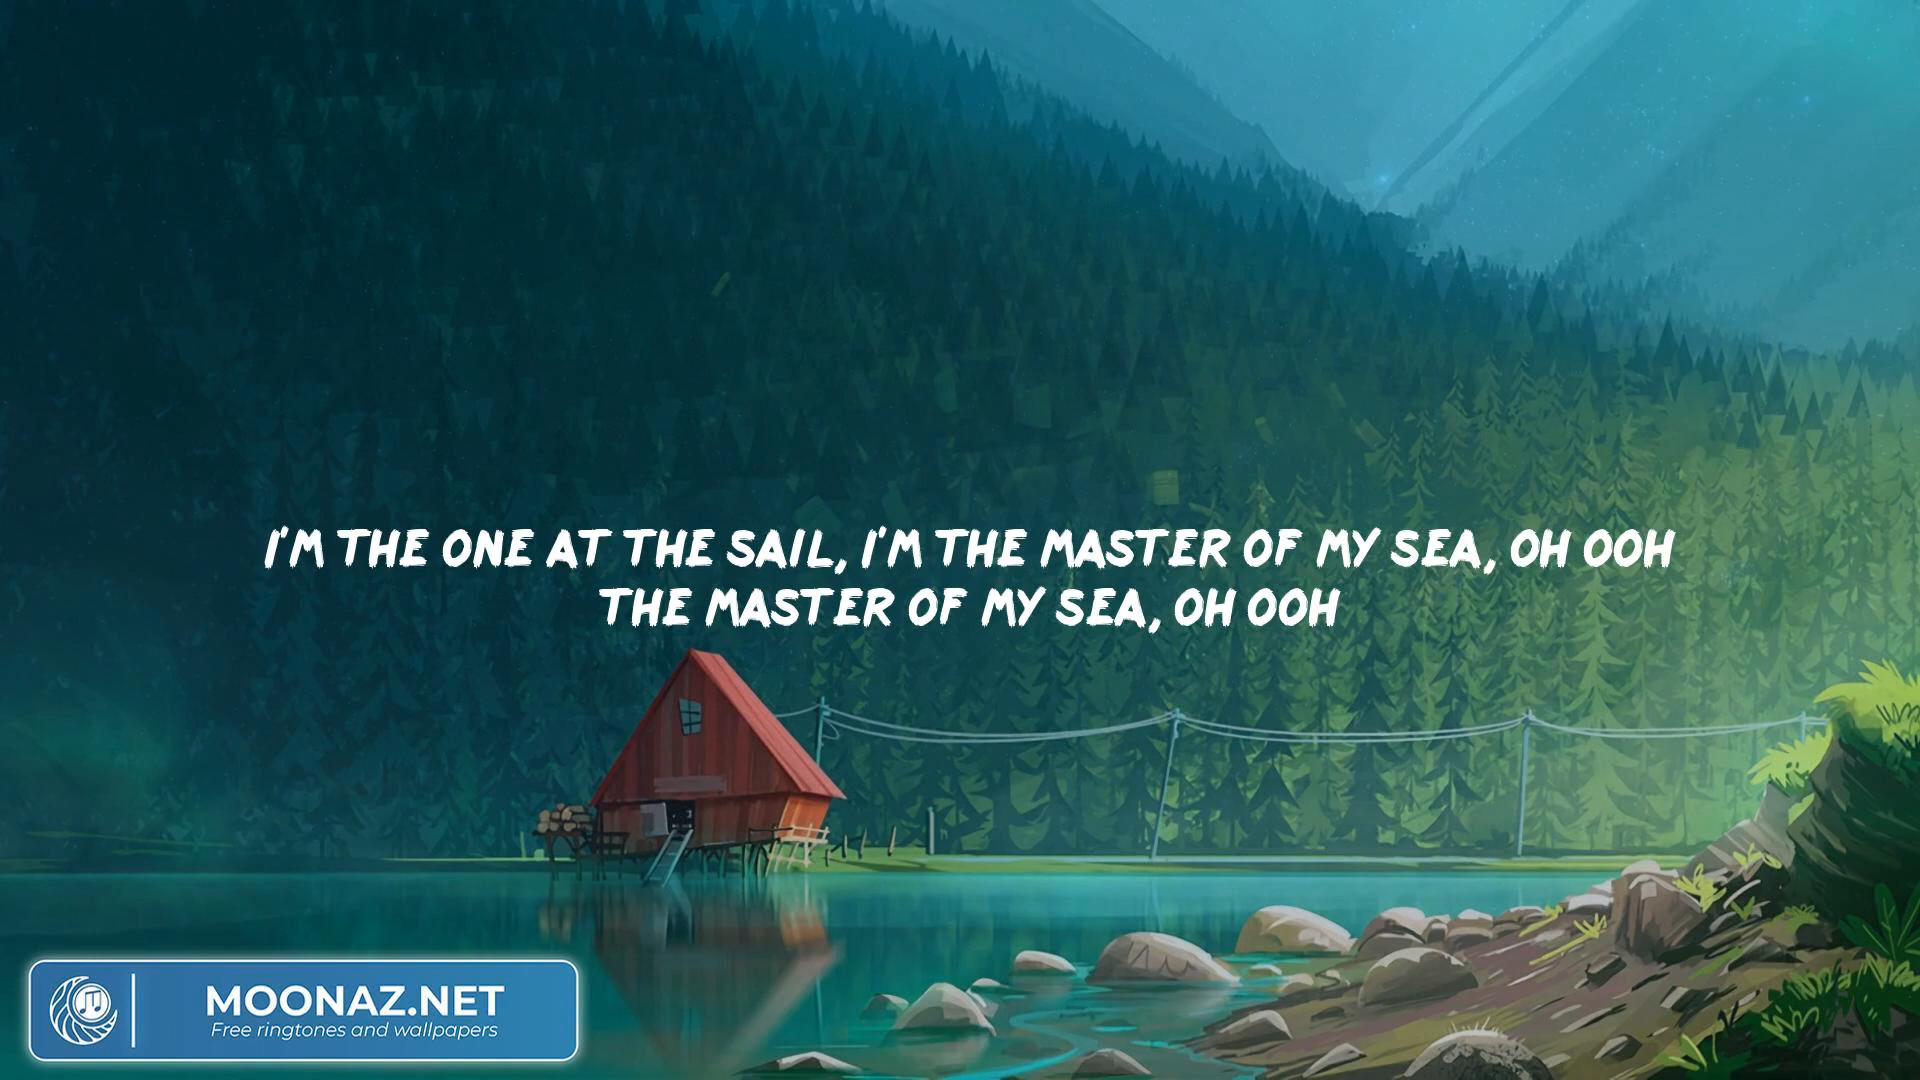 I'M THE ONE AT THE SAIL, I'M THE MASTER OF MY SEA, OH OOH
THE MASTER OF MY SEA, OH OOH
MOONAZ.NET
Free ringtones and wallpapers